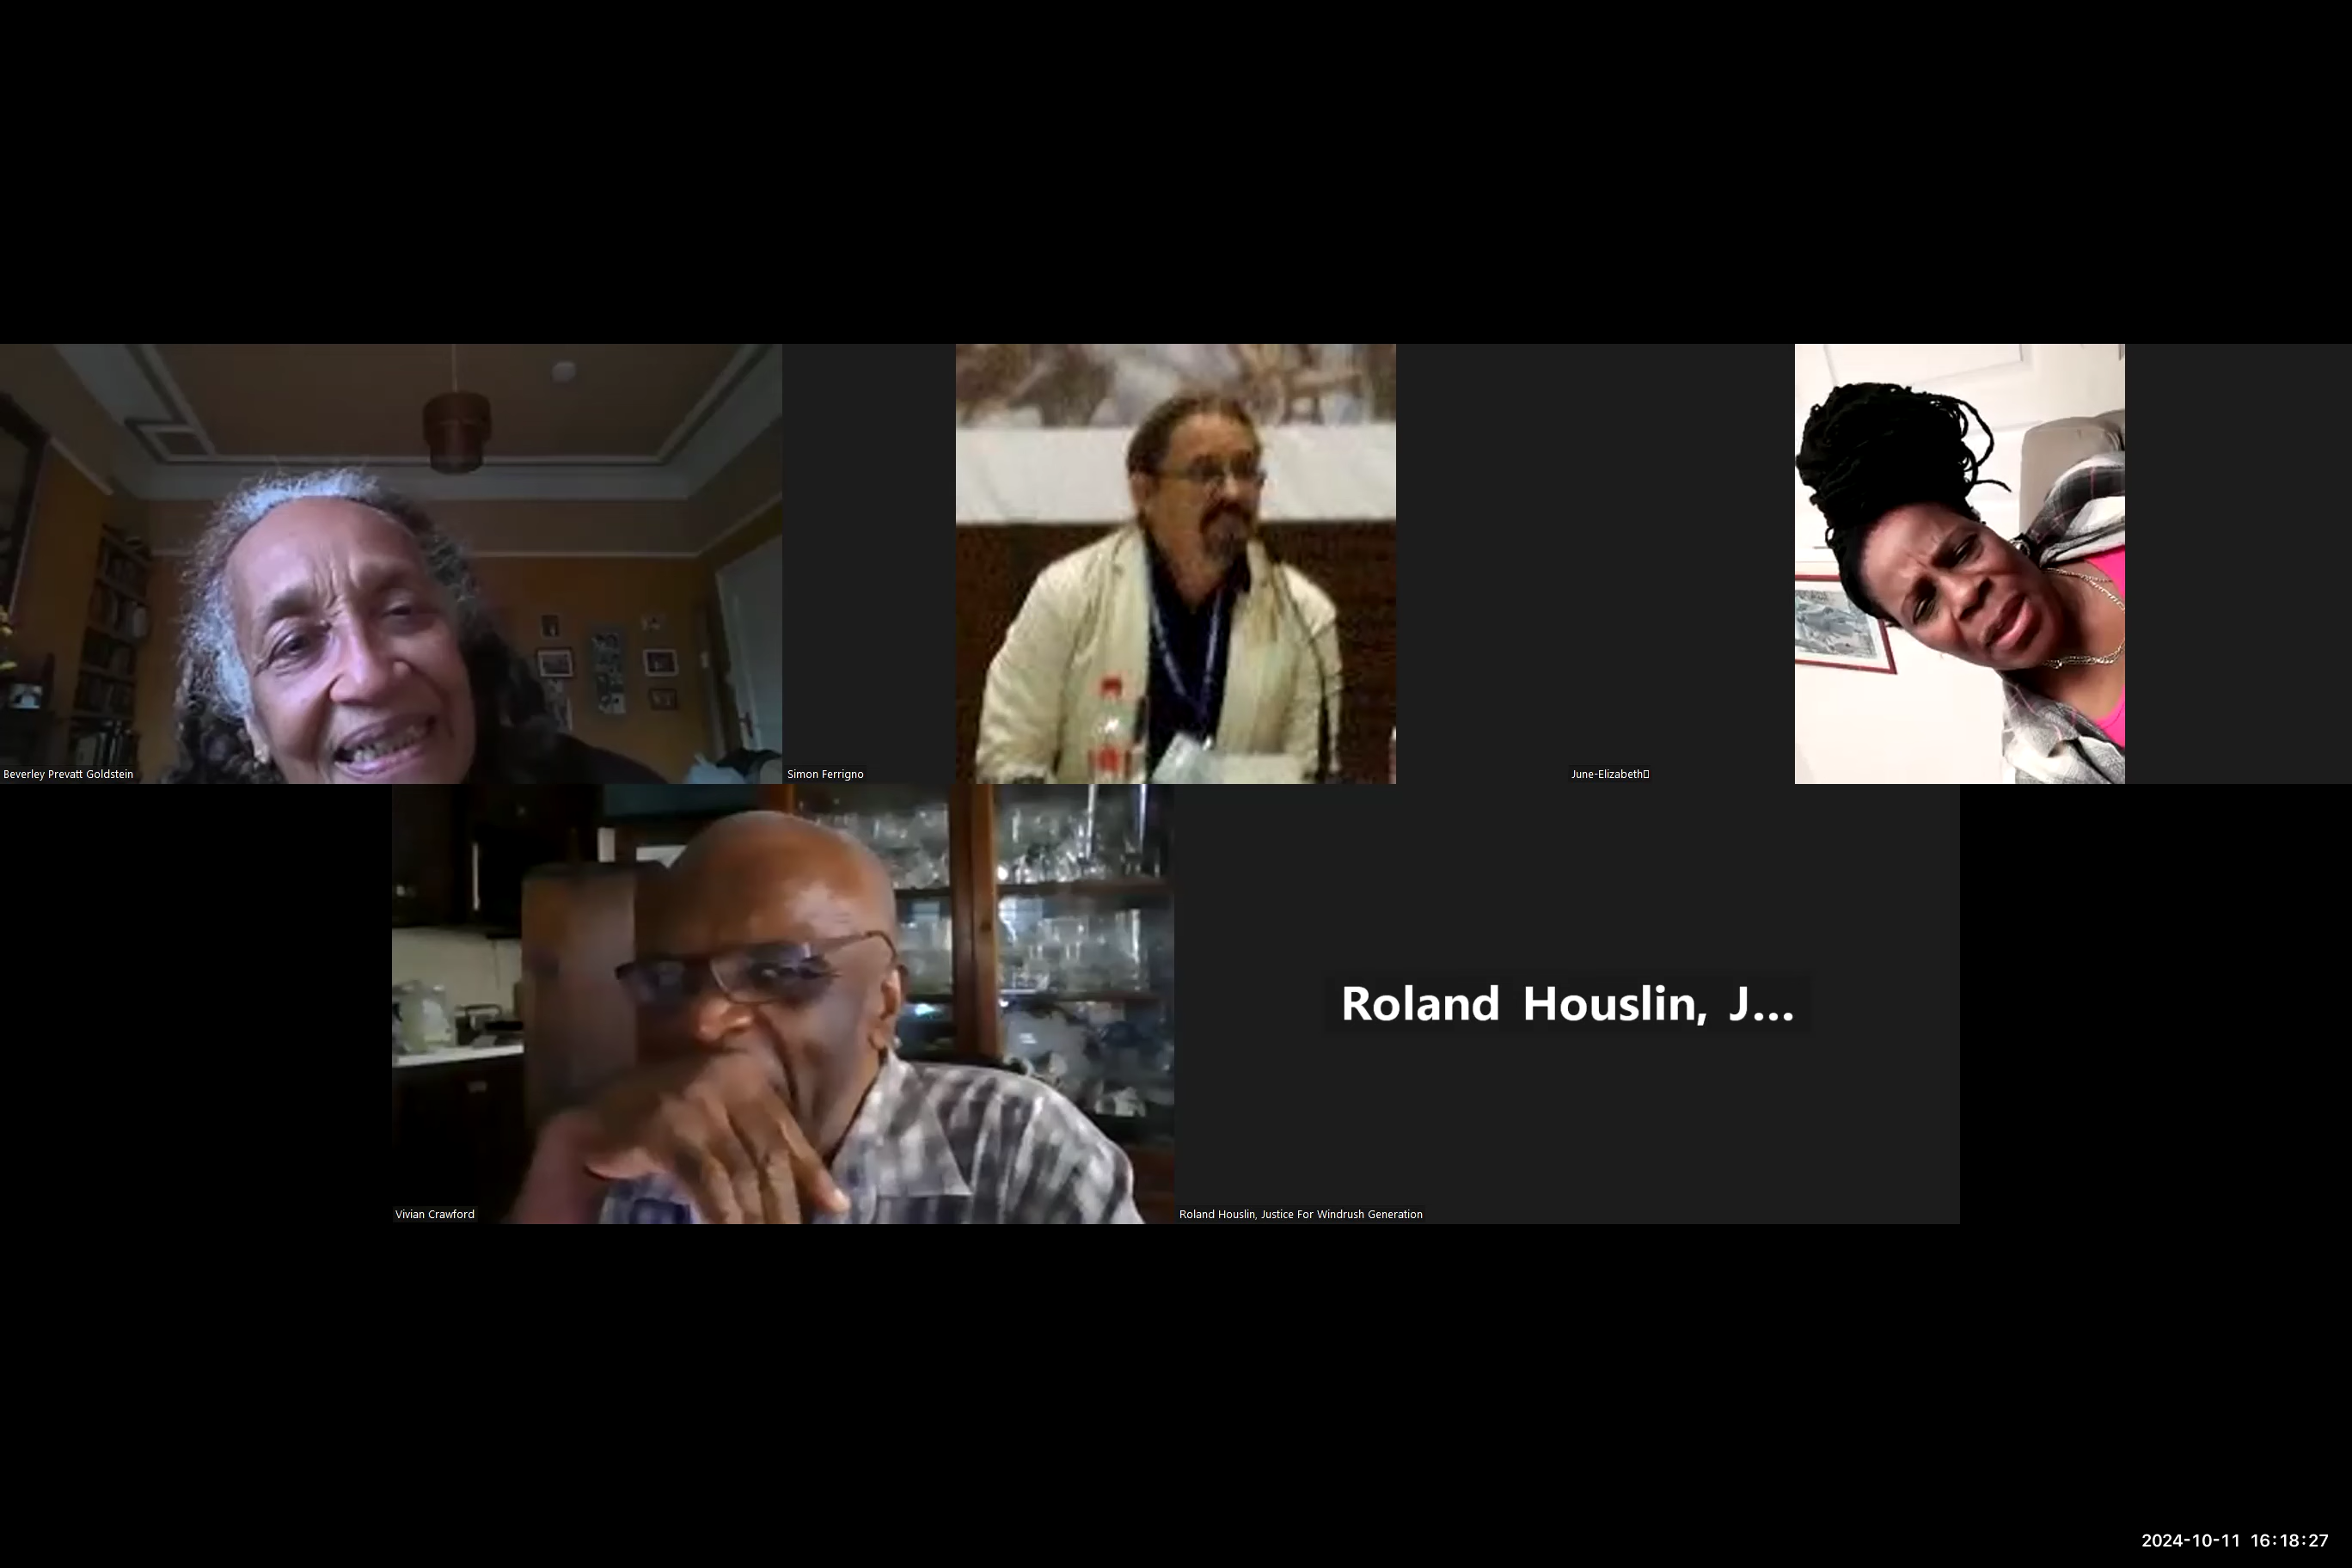 Beverley Prevatt Goldstein
Simon Ferrigno
June-Elizabeth
Roland Houslin, J...
Vivian Crawford
Roland Houslin, Justice For Windrush Generation
2024-10-11 16:18:27